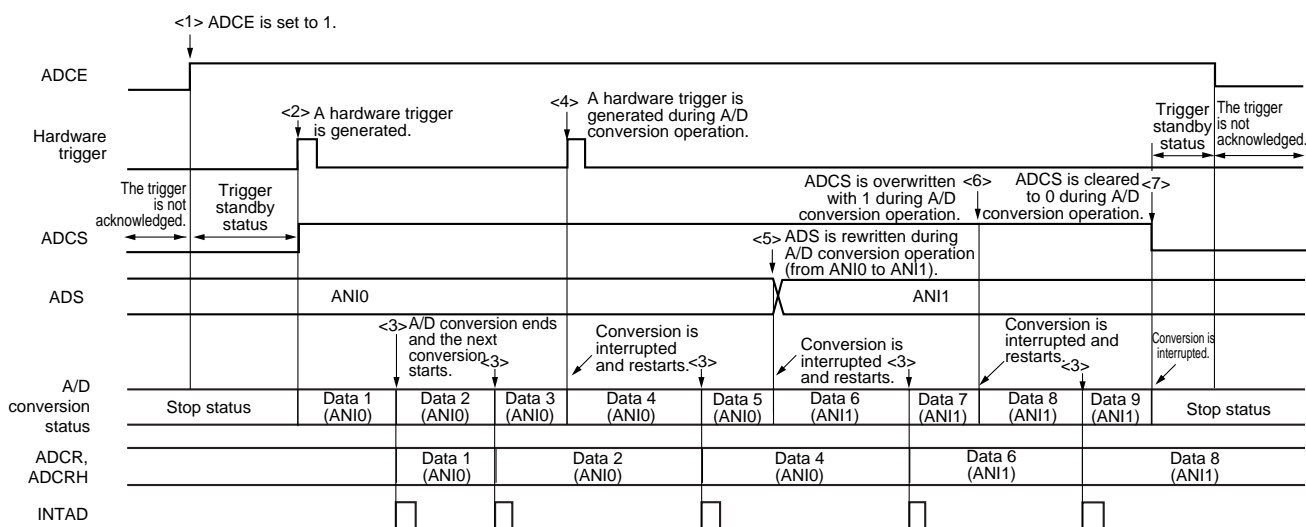 <1> ADCE is set to 1.
ADCE
<2> A hardware trigger
is generated.
<4> A hardware trigger is
generated during A/D
conversion operation.
Trigger
standby
status
The trigger
is not
acknowledged.
Hardware
trigger
The trigger
is not
acknowledged.
Trigger
standby
status
ADCS is overwritten <6>
with 1 during A/D
conversion operation.
ADCS is cleared <7>
to 0 during A/D
conversion operation.
ADCS
<5> ADS is rewritten during
A/D conversion operation
(from ANI0 to ANI1).
ADS
ANI0
ANI1
<3> A/D conversion ends
and the next
conversion
starts. <3>
Conversion is
interrupted
and restarts. <3>
Conversion is
interrupted <3>
and restarts.
Conversion is
interrupted and
restarts. <3>
Conversion is
interrupted.
A/D
conversion
status
Stop status
Data 1
(ANI0)
Data 2
(ANI0)
Data 3
(ANI0)
Data 4
(ANI0)
Data 5
(ANI0)
Data 6
(ANI1)
Data 7
(ANI1)
Data 8
(ANI1)
Data 9
(ANI1)
Stop status
ADCR,
ADCRH
Data 1
(ANI0)
Data 2
(ANI0)
Data 4
(ANI0)
Data 6
(ANI1)
Data 8
(ANI1)
INTAD